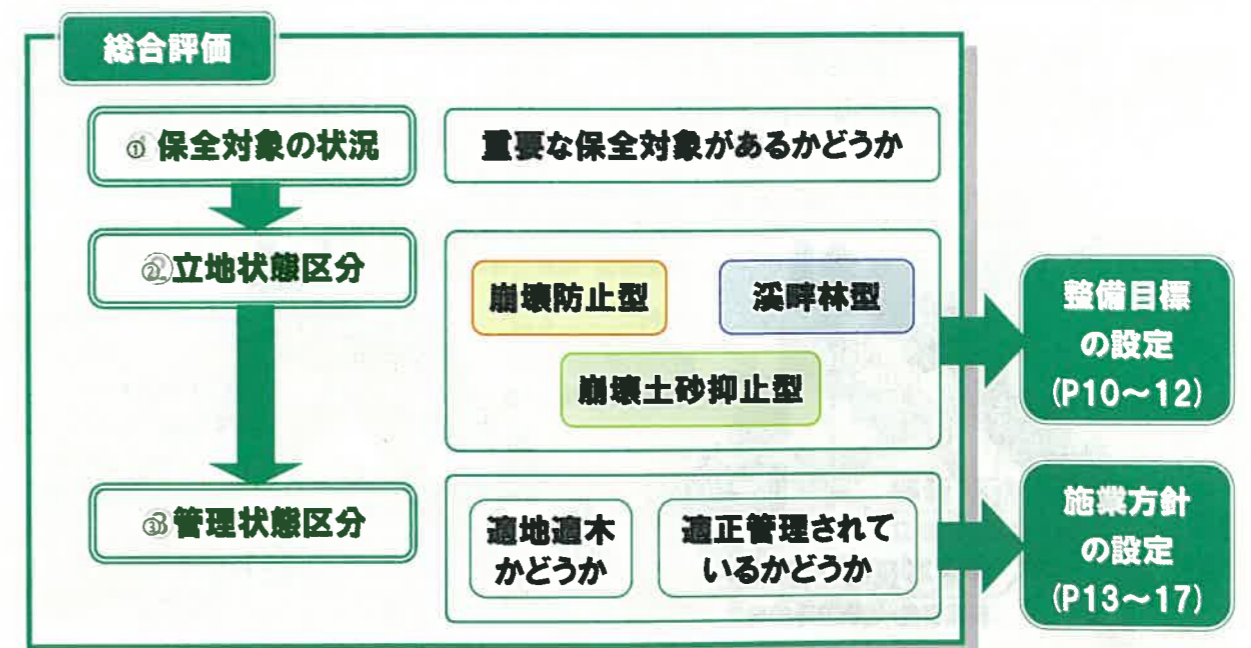 総合評価
① 保全対象の状況
重要な保全対象があるかどうか
②立地状態区分
崩壊防止型
渓畔林型
崩壊土砂抑止型
整備目標
の設定
(P10～12)
③管理状態区分
適地適木
かどうか
適正管理されて
いるかどうか
施業方針
の設定
(P13～17)